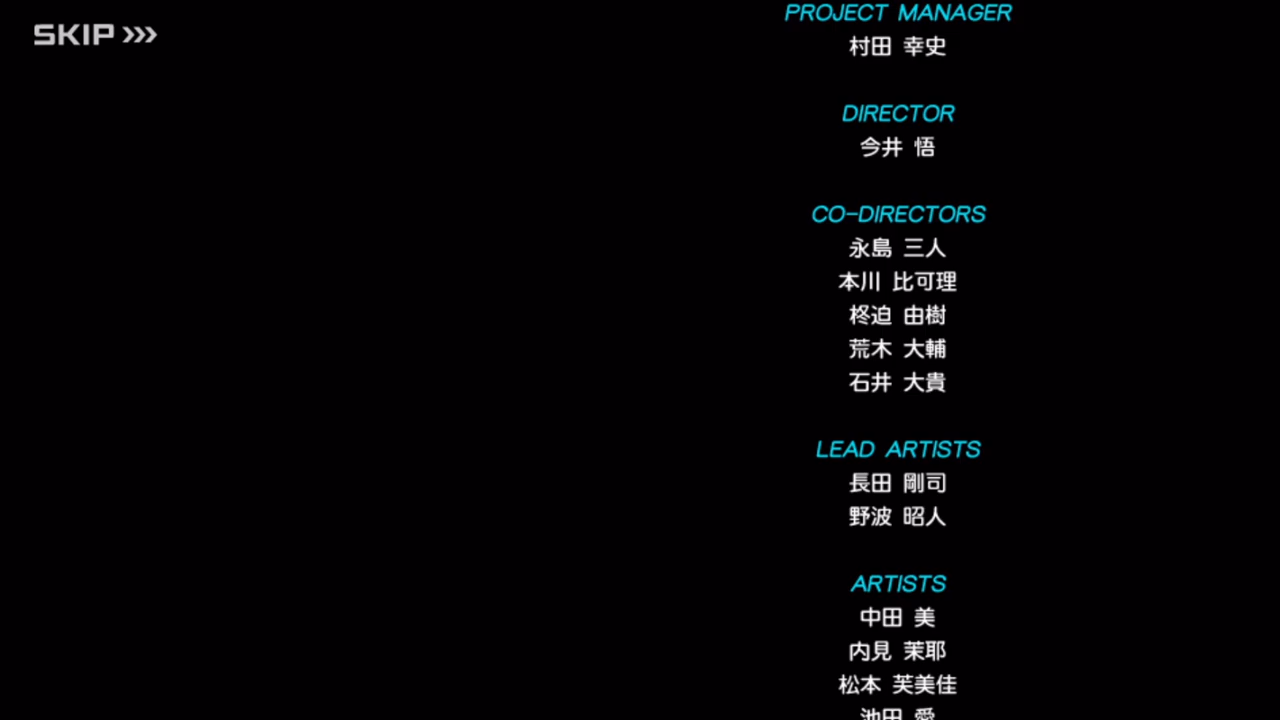 SKIP >>>
PROJECT MANAGER
村田 幸史
DIRECTOR
今井 悟
CO-DIRECTORS
永島 三人
本川 比可理
柊迫 由樹
荒木 大輔
石井 大貴
LEAD ARTISTS
長田 剛司
野波 昭人
ARTISTS
中田 美
内見 茉耶
松本 芙美佳
池田 愛